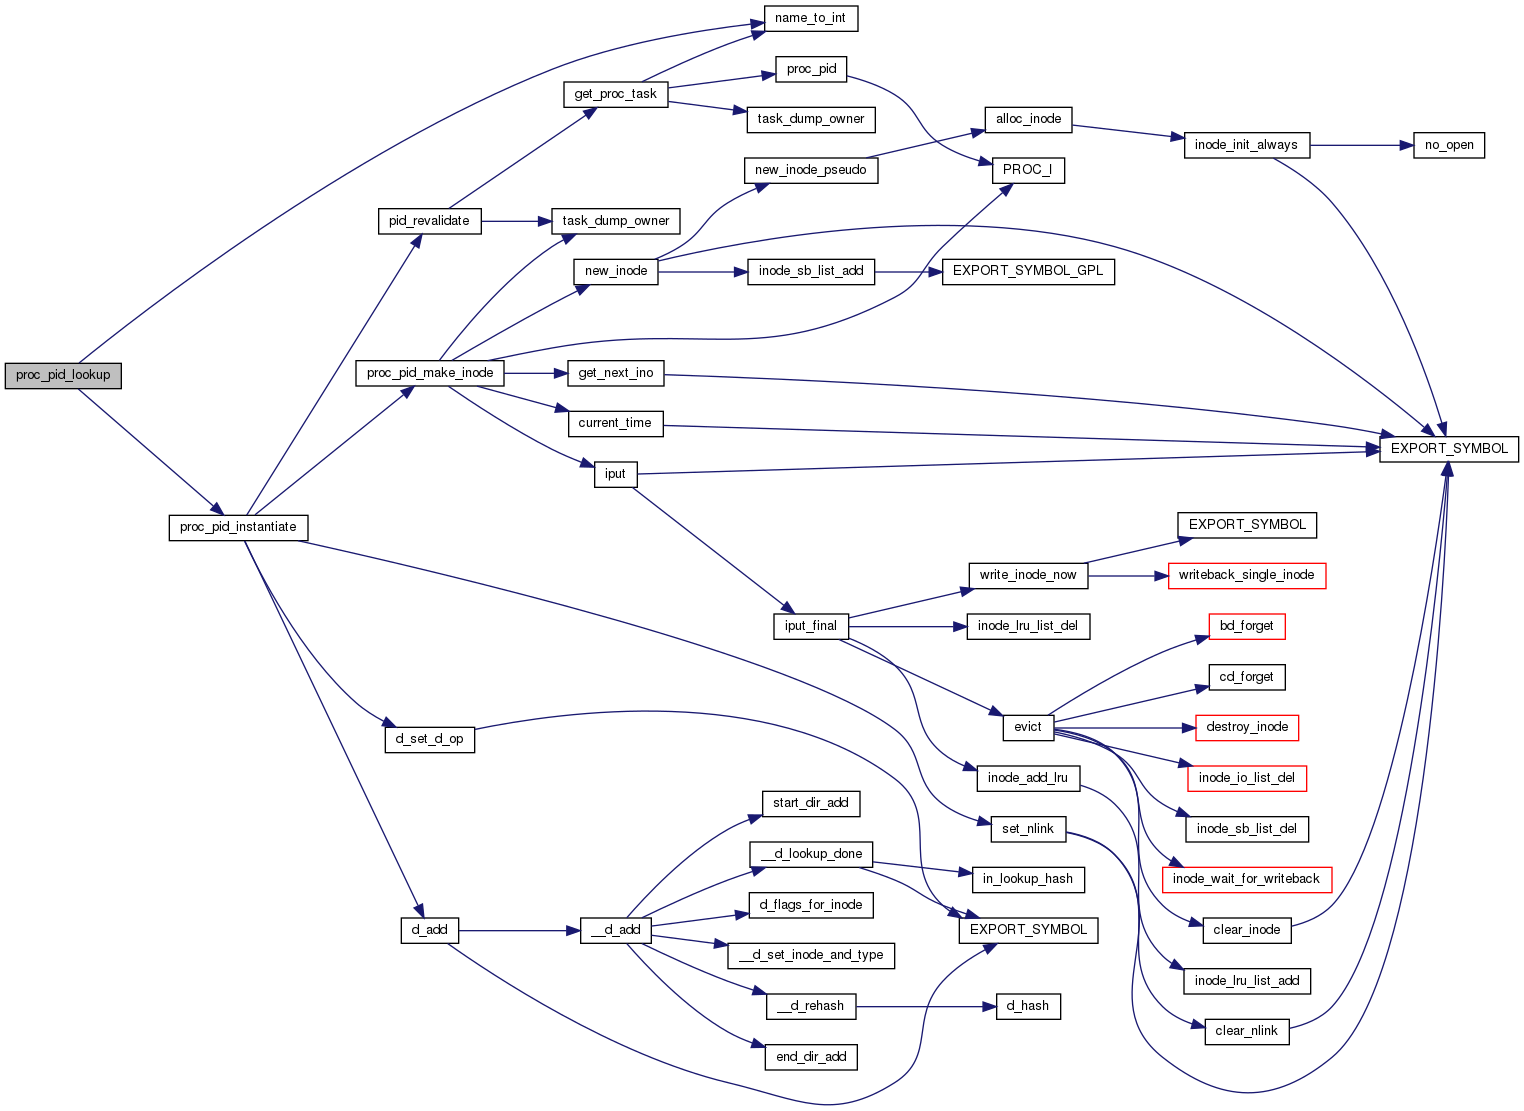 name_to_int
proc_pid
get_proc_task
task_dump_owner
alloc_inode
inode_init_always
no_open
new_inode_pseudo
PROC_I
pid_revalidate
task_dump_owner
new_inode
inode_sb_list_add
EXPORT_SYMBOL_GPL
proc_pid_lookup
proc_pid_make_inode
get_next_ino
current_time
EXPORT_SYMBOL
iput
proc_pid_instantiate
EXPORT_SYMBOL
write_inode_now
writeback_single_inode
iput_final
inode_lru_list_del
bd_forget
cd_forget
evict
destroy_inode
d_set_d_op
inode_add_lru
inode_io_list_del
start_dir_add
set_nlink
inode_sb_list_del
__d_lookup_done
in_lookup_hash
inode_wait_for_writeback
d_flags_for_inode
d_add
__d_add
EXPORT_SYMBOL
clear_inode
__d_set_inode_and_type
inode_lru_list_add
__d_rehash
d_hash
clear_nlink
end_dir_add